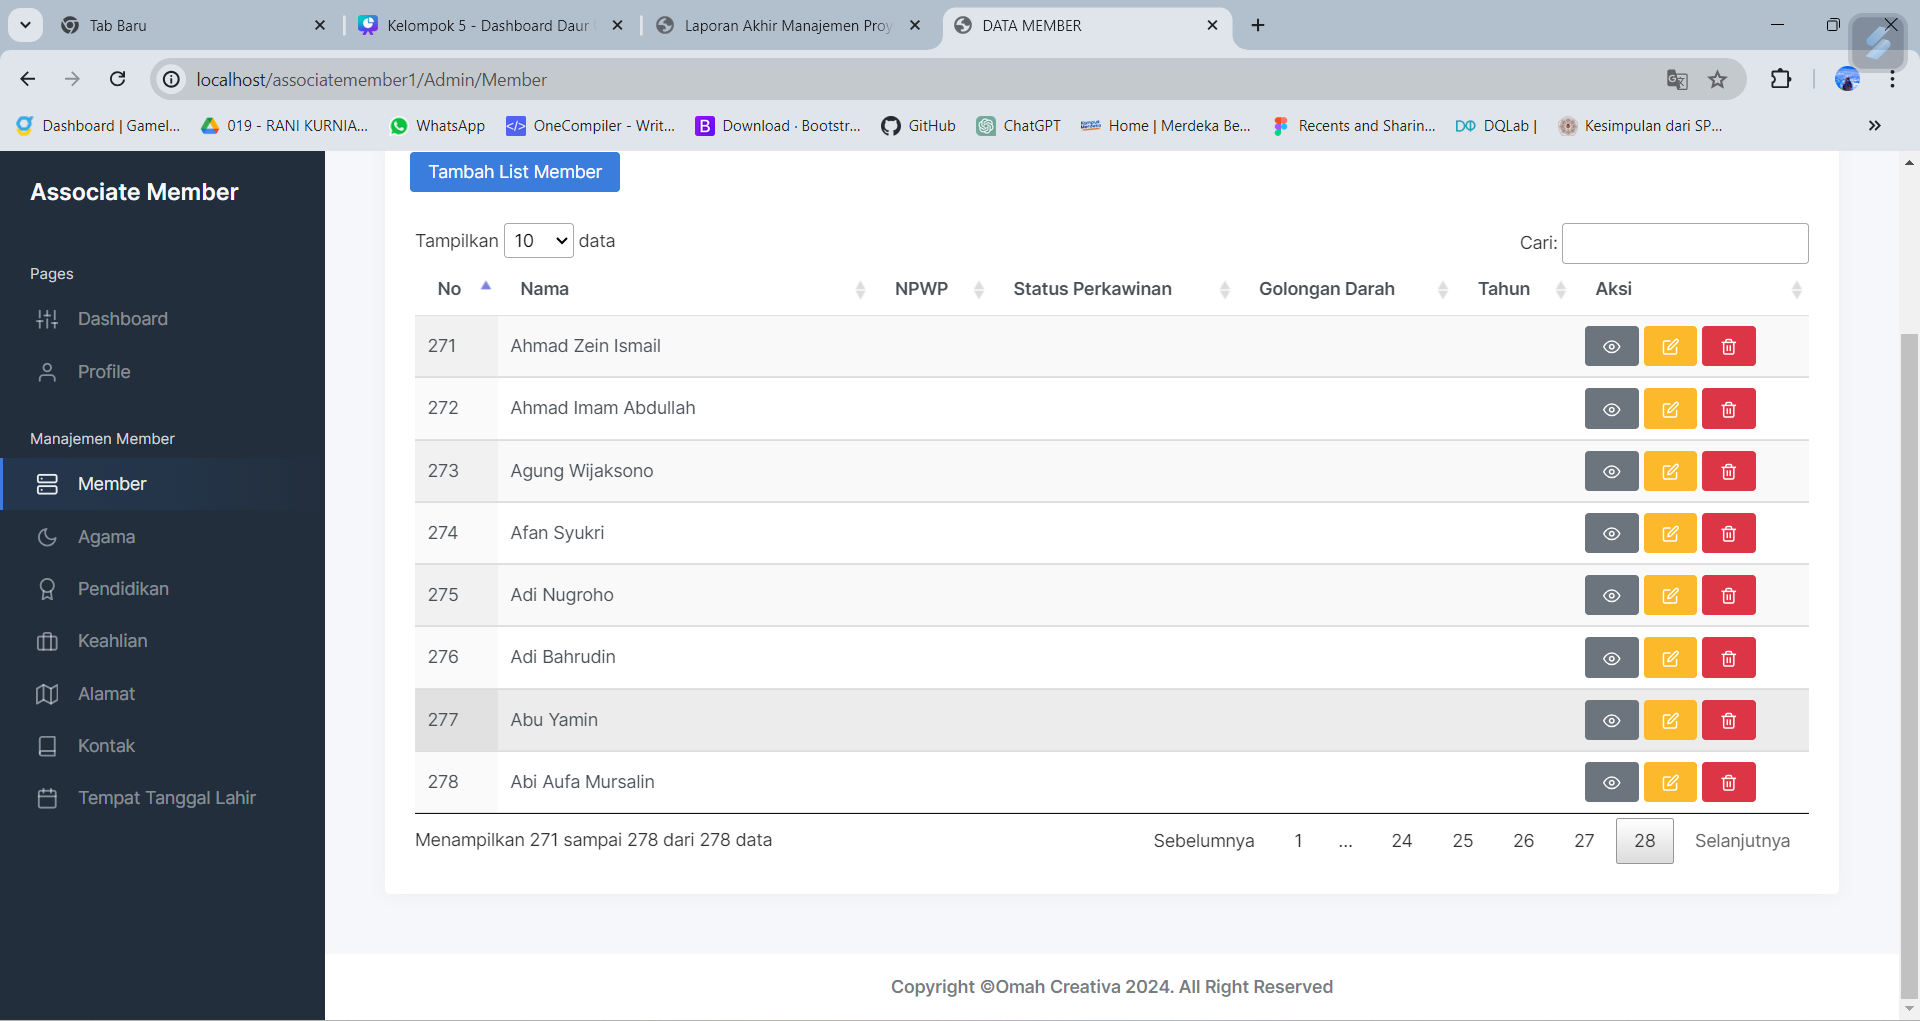 Tab Baru
Kelompok 5 - Dashboard Daur
Laporan Akhir Manajemen Proy
DATA MEMBER
localhost/associatemember1/Admin/Member
Dashboard | Gamel...
019 - RANI KURNIA...
WhatsApp
OneCompiler - Writ...
Download · Bootstr...
GitHub
ChatGPT
Home | Merdeka Be...
Recents and Sharin...
DQLab |
Kesimpulan dari SP...
Associate Member
Pages
Dashboard
Profile
Manajemen Member
Member
Agama
Pendidikan
Keahlian
Alamat
Kontak
Tempat Tanggal Lahir
Tambah List Member
Tampilkan 10 data
Cari:
No Nama NPWP Status Perkawinan Golongan Darah Tahun Aksi
271 Ahmad Zein Ismail
272 Ahmad Imam Abdullah
273 Agung Wijaksono
274 Afan Syukri
275 Adi Nugroho
276 Adi Bahrudin
277 Abu Yamin
278 Abi Aufa Mursalin
Menampilkan 271 sampai 278 dari 278 data
Sebelumnya 1 ... 24 25 26 27 28 Selanjutnya
Copyright ©Omah Creativa 2024. All Right Reserved